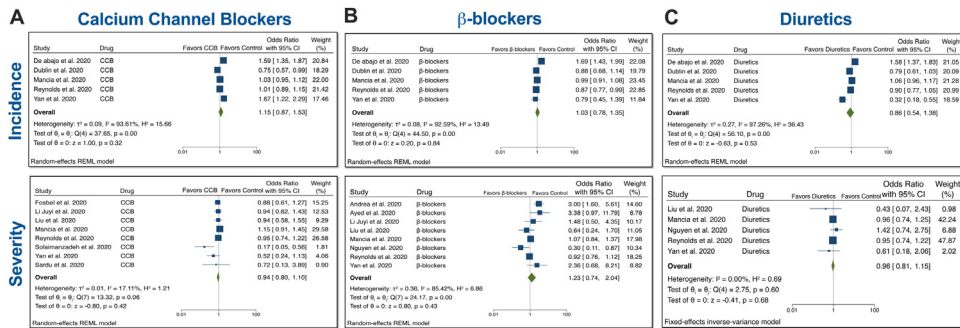 A Calcium Channel Blockers
B β-blockers
C Diuretics
Incidence
Odds Ratio Weight
Study Drug Favors CCB Favors Control with 95% CI (%)
De abajo et al. 2020 CCB 1.59 [ 1.35, 1.87] 20.84
Dublin et al. 2020 CCB 0.75 [ 0.57, 0.99] 18.29
Mancia et al. 2020 CCB 1.03 [ 0.95, 1.12] 22.00
Reynolds et al. 2020 CCB 1.01 [ 0.89, 1.15] 21.42
Yan et al. 2020 CCB 1.67 [ 1.22, 2.29] 17.46
Overall 1.15 [ 0.87, 1.53]
Heterogeneity: τ² = 0.09, I² = 93.61%, H² = 15.66
Test of θᵢ = θⱼ: Q(4) = 37.65, p = 0.00
Test of θ = 0: z = 1.00, p = 0.32
0.01 1 100
Random-effects REML model
Odds Ratio Weight
Study Drug Favors β-blockers Favors Control with 95% CI (%)
De abajo et al. 2020 β-blockers 1.69 [ 1.43, 1.99] 22.08
Dublin et al. 2020 β-blockers 0.88 [ 0.68, 1.14] 19.79
Mancia et al. 2020 β-blockers 0.99 [ 0.91, 1.08] 23.45
Reynolds et al. 2020 β-blockers 0.87 [ 0.77, 0.99] 22.85
Yan et al. 2020 β-blockers 0.79 [ 0.45, 1.39] 11.84
Overall 1.03 [ 0.78, 1.35]
Heterogeneity: τ² = 0.08, I² = 92.59%, H² = 13.49
Test of θᵢ = θⱼ: Q(4) = 44.50, p = 0.00
Test of θ = 0: z = 0.20, p = 0.84
0.01 1 100
Random-effects REML model
Odds Ratio Weight
Study Drug Favors Diuretics Favors Control with 95% CI (%)
De abajo et al. 2020 Diuretics 1.58 [ 1.37, 1.83] 21.05
Dublin et al. 2020 Diuretics 0.79 [ 0.61, 1.03] 20.09
Mancia et al. 2020 Diuretics 1.06 [ 0.96, 1.17] 21.28
Reynolds et al. 2020 Diuretics 0.90 [ 0.77, 1.05] 20.99
Yan et al. 2020 Diuretics 0.32 [ 0.18, 0.55] 16.59
Overall 0.86 [ 0.54, 1.38]
Heterogeneity: τ² = 0.27, I² = 97.26%, H² = 36.43
Test of θᵢ = θⱼ: Q(4) = 56.10, p = 0.00
Test of θ = 0: z = -0.63, p = 0.53
0.01 1 100
Random-effects REML model
Severity
Odds Ratio Weight
Study Drug Favors CCB Favors Control with 95% CI (%)
Fosbel et al. 2020 CCB 0.88 [ 0.61, 1.27] 15.25
Li Juyi et al. 2020 CCB 0.94 [ 0.62, 1.43] 12.53
Liu et al. 2020 CCB 0.94 [ 0.58, 1.55] 9.29
Mancia et al. 2020 CCB 1.15 [ 0.91, 1.45] 29.58
Reynolds et al. 2020 CCB 0.95 [ 0.74, 1.22] 26.58
Solaimanzadeh et al. 2020 CCB 0.17 [ 0.05, 0.56] 1.81
Yan et al. 2020 CCB 0.52 [ 0.24, 1.13] 4.06
Sardu et al. 2020 CCB 0.72 [ 0.13, 3.89] 0.90
Overall 0.94 [ 0.80, 1.10]
Heterogeneity: τ² = 0.01, I² = 17.11%, H² = 1.21
Test of θᵢ = θⱼ: Q(7) = 13.32, p = 0.06
Test of θ = 0: z = -0.80, p = 0.42
0.01 1 100
Random-effects REML model
Odds Ratio Weight
Study Drug Favors β-blockers Favors Control with 95% CI (%)
Andrea et al. 2020 β-blockers 3.00 [ 1.60, 5.61] 14.60
Ayed et al. 2020 β-blockers 3.38 [ 0.97, 11.79] 8.78
Li Juyi et al. 2020 β-blockers 1.48 [ 0.50, 4.35] 10.17
Liu et al. 2020 β-blockers 0.64 [ 0.24, 1.70] 11.05
Mancia et al. 2020 β-blockers 1.07 [ 0.84, 1.37] 17.98
Nguyen et al. 2020 β-blockers 0.30 [ 0.11, 0.87] 10.34
Reynolds et al. 2020 β-blockers 0.92 [ 0.76, 1.12] 18.25
Yan et al. 2020 β-blockers 2.36 [ 0.68, 8.21] 8.82
Overall 1.23 [ 0.74, 2.04]
Heterogeneity: τ² = 0.36, I² = 85.42%, H² = 6.86
Test of θᵢ = θⱼ: Q(7) = 24.17, p = 0.00
Test of θ = 0: z = 0.80, p = 0.43
0.01 1 100
Random-effects REML model
Odds Ratio Weight
Study Drug Favors Diuretics Favors Control with 95% CI (%)
Liu et al. 2020 Diuretics 0.43 [ 0.07, 2.43] 0.98
Mancia et al. 2020 Diuretics 0.96 [ 0.74, 1.25] 42.24
Nguyen et al. 2020 Diuretics 1.42 [ 0.74, 2.75] 6.88
Reynolds et al. 2020 Diuretics 0.95 [ 0.74, 1.22] 47.87
Yan et al. 2020 Diuretics 0.61 [ 0.18, 2.06] 2.02
Overall 0.96 [ 0.81, 1.15]
Heterogeneity: I² = 0.00%, H² = 0.69
Test of θᵢ = θⱼ: Q(4) = 2.75, p = 0.60
Test of θ = 0: z = -0.41, p = 0.68
0.01 1 100
Fixed-effects inverse-variance model